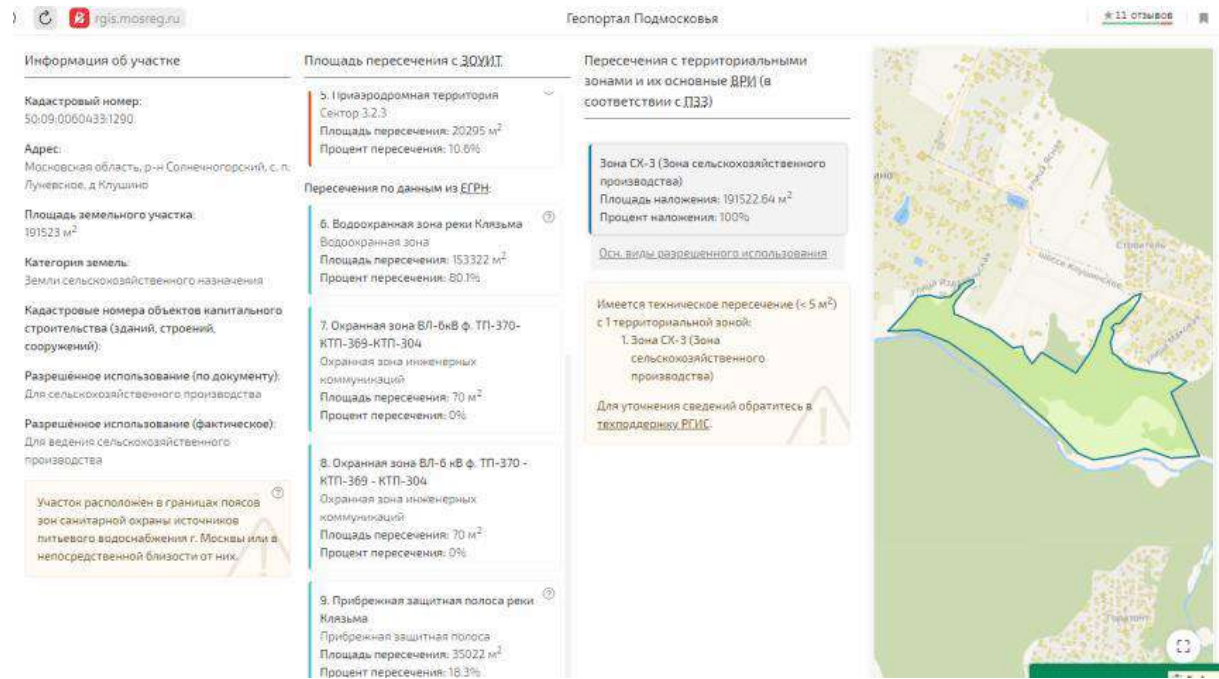 rgis.mosreg.ru
Геопортал Подмосковья
★ 11 отзывов
Информация об участке
Кадастровый номер:
50:09:0060433:1290
Адрес:
Московская область, р-н Солнечногорский, с. п.
Луневское, д Клушино
Площадь земельного участка:
191523 м²
Категория земель:
Земли сельскохозяйственного назначения
Кадастровые номера объектов капитального
строительства (зданий, строений,
сооружений):
Разрешённое использование (по документу):
Для сельскохозяйственного производства
Разрешённое использование (фактическое):
Для ведения сельскохозяйственного
производства
Участок расположен в границах поясов
зон санитарной охраны источников
питьевого водоснабжения г. Москвы или в
непосредственной близости от них.
Площадь пересечения с ЗОУИТ
5. Приаэродромная территория
Сектор 3.2.3
Площадь пересечения: 20295 м²
Процент пересечения: 10.6%
Пересечения по данным из ЕГРН:
6. Водоохранная зона реки Клязьма
Водоохранная зона
Площадь пересечения: 153322 м²
Процент пересечения: 80.1%
7. Охранная зона ВЛ-6кВ ф. ТП-370-
КТП-369-КТП-304
Охранная зона инженерных
коммуникаций
Площадь пересечения: 70 м²
Процент пересечения: 0%
8. Охранная зона ВЛ-6 кВ ф. ТП-370 -
КТП-369 - КТП-304
Охранная зона инженерных
коммуникаций
Площадь пересечения: 70 м²
Процент пересечения: 0%
9. Прибрежная защитная полоса реки
Клязьма
Прибрежная защитная полоса
Площадь пересечения: 35022 м²
Процент пересечения: 18.3%
Пересечения с территориальными
зонами и их основные ВРИ (в
соответствии с ПЗЗ)
Зона СХ-3 (Зона сельскохозяйственного
производства)
Площадь наложения: 191522.64 м²
Процент наложения: 100%
Осн. виды разрешенного использования
Имеется техническое пересечение (< 5 м²)
с 1 территориальной зоной:
1. Зона СХ-3 (Зона
сельскохозяйственного
производства)
Для уточнения сведений обратитесь в
техподдержку РГИС.
улица Ясная
Строитель
шоссе Клушинское